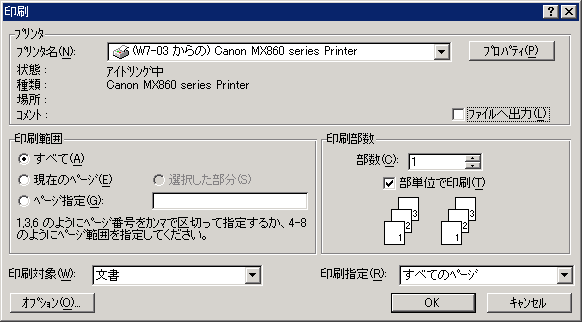 印刷
プリンタ
プリンタ名(N):
(W7-03 からの) Canon MX860 series Printer
プロパティ(P)
状態 :
アイドリング中
種類 :
Canon MX860 series Printer
場所 :
コメント :
ファイルへ出力(L)
印刷範囲
すべて(A)
現在のページ(E)
選択した部分(S)
ページ指定(G):
1,3,6 のようにページ番号をカンマで区切って指定するか、4-8
のようにページ範囲を指定してください。
印刷部数
部数(C):
1
部単位で印刷(T)
1 2 3
1 2 3
印刷対象(W):
文書
印刷指定(R):
すべてのページ
オプション(O)...
OK
キャンセル